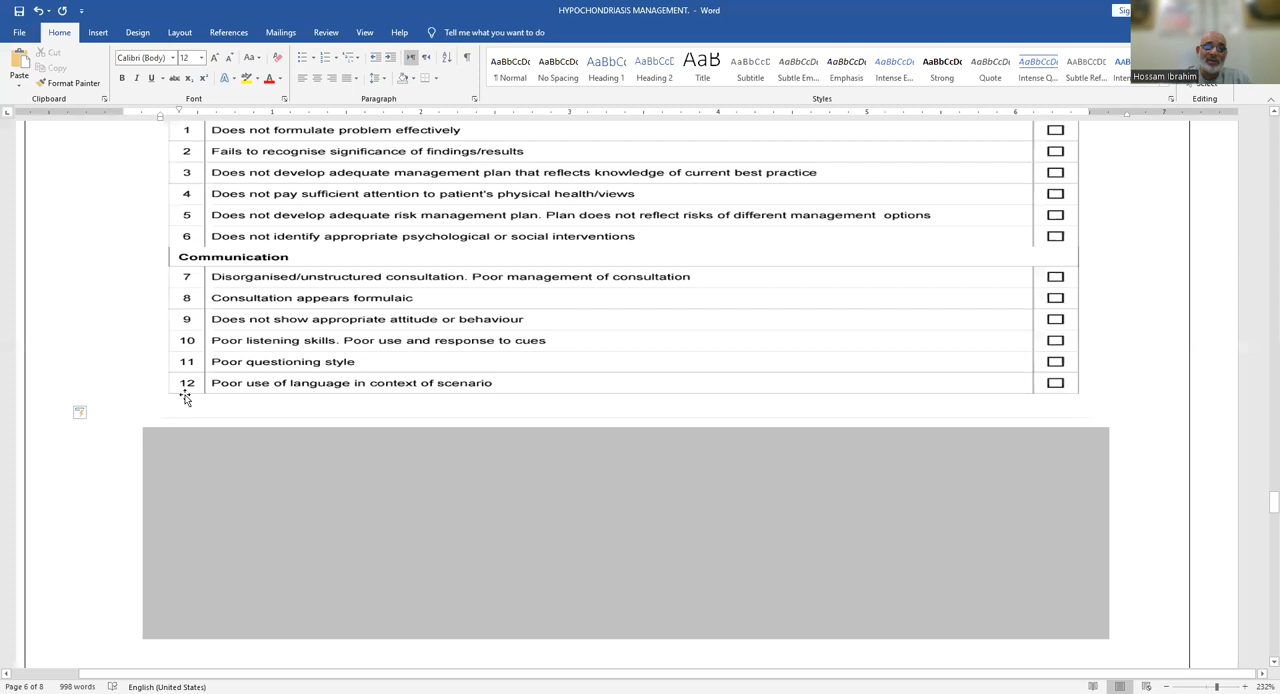 HYPOCHONDRIASIS MANAGEMENT. - Word
File Home Insert Design Layout References Mailings Review View Help Tell me what you want to do
Paste
Cut
Copy
Format Painter
Clipboard
Calibri (Body) 12
Font
Paragraph
AaBbCcDc AaBbCcDc AaBbC( AaBbCcC AaB AaBbCcD AaBbCcDc AaBbCcDc AaBbCcDc AaBbCcDc AaBbCcDc AaBbCcDc
¶ Normal No Spacing Heading 1 Heading 2 Title Subtitle Subtle Em... Emphasis Intense E... Strong Quote Intense Q... Subtle Ref...
Styles
Editing
Hossam Ibrahim
1 2 3 4 5 6 7
1 Does not formulate problem effectively
2 Fails to recognise significance of findings/results
3 Does not develop adequate management plan that reflects knowledge of current best practice
4 Does not pay sufficient attention to patient's physical health/views
5 Does not develop adequate risk management plan. Plan does not reflect risks of different management options
6 Does not identify appropriate psychological or social interventions
Communication
7 Disorganised/unstructured consultation. Poor management of consultation
8 Consultation appears formulaic
9 Does not show appropriate attitude or behaviour
10 Poor listening skills. Poor use and response to cues
11 Poor questioning style
12 Poor use of language in context of scenario
Page 6 of 8 998 words English (United States) 232%